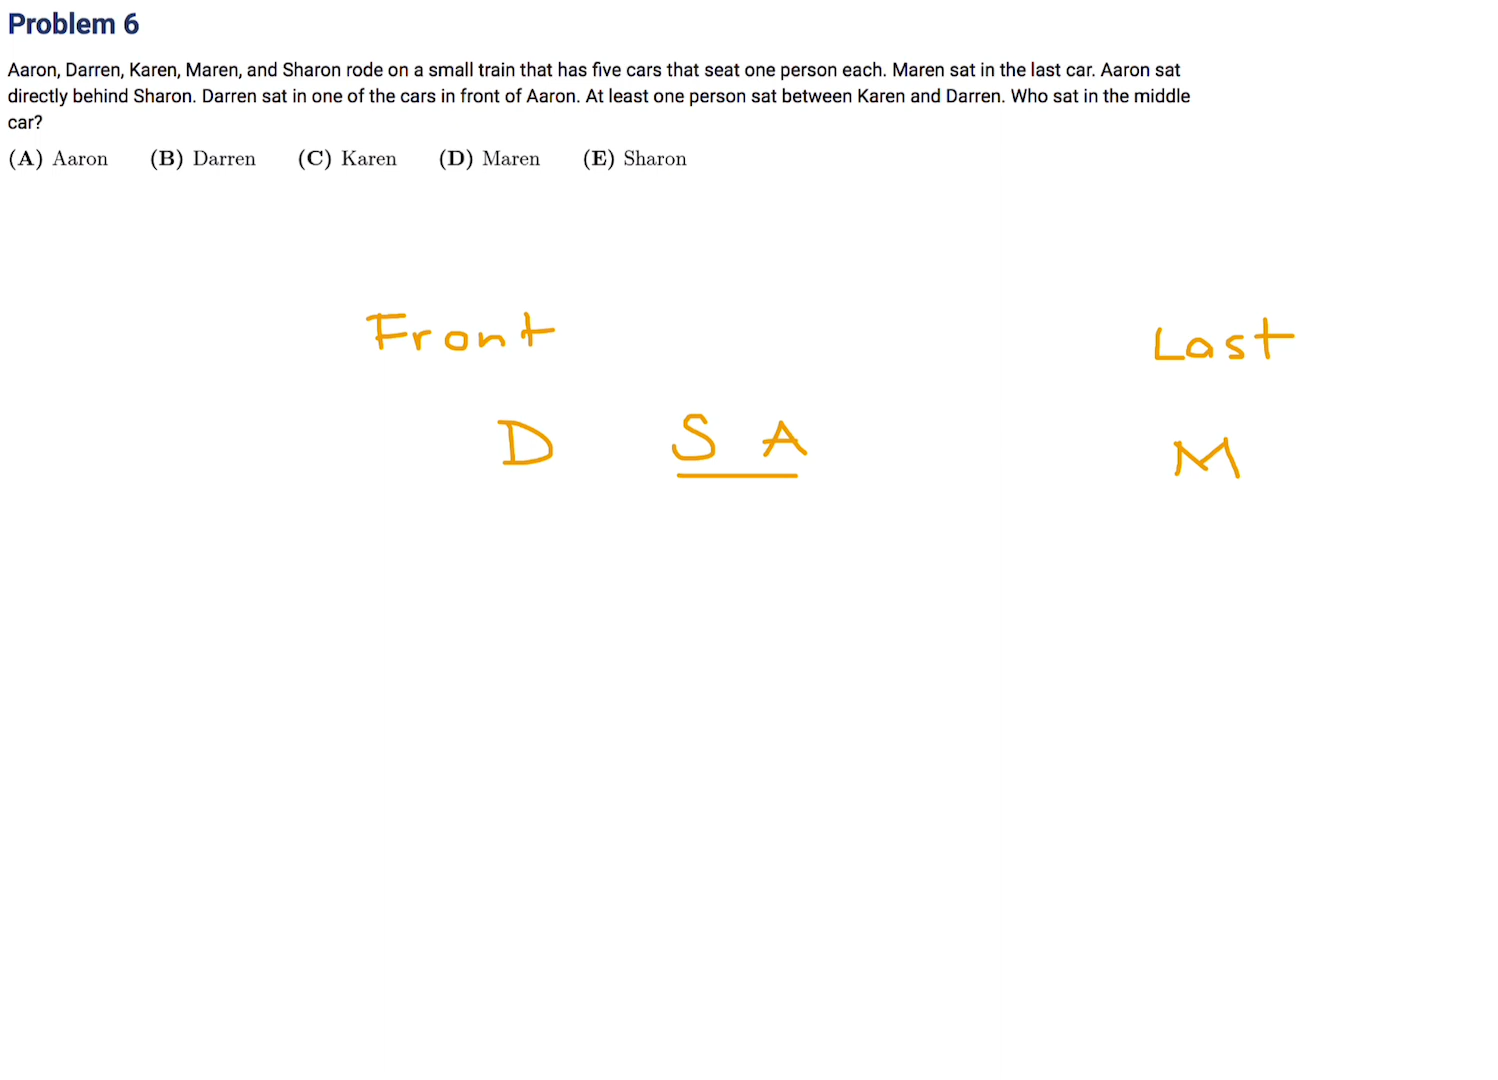 Problem 6
Aaron, Darren, Karen, Maren, and Sharon rode on a small train that has five cars that seat one person each. Maren sat in the last car. Aaron sat
directly behind Sharon. Darren sat in one of the cars in front of Aaron. At least one person sat between Karen and Darren. Who sat in the middle
car?
(A) Aaron (B) Darren (C) Karen (D) Maren (E) Sharon
Front Last
D S A M